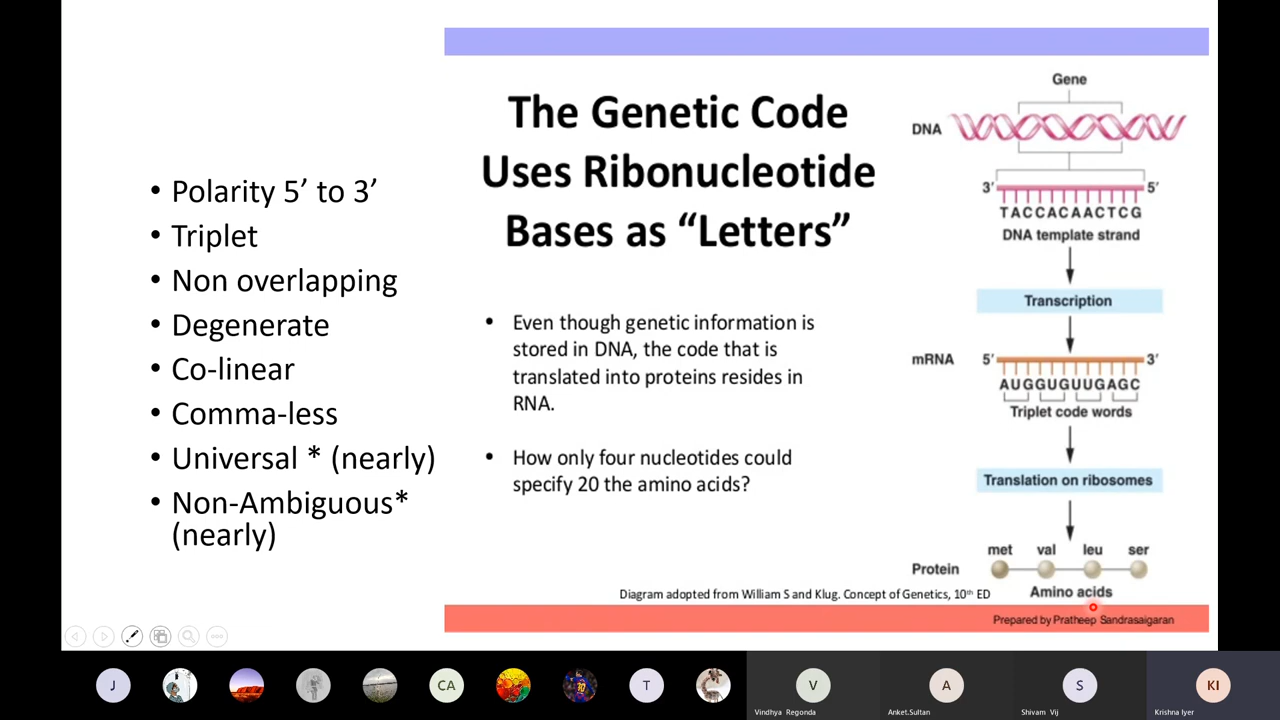 • Polarity 5’ to 3’
• Triplet
• Non overlapping
• Degenerate
• Co-linear
• Comma-less
• Universal * (nearly)
• Non-Ambiguous*
(nearly)
The Genetic Code
Uses Ribonucleotide
Bases as “Letters”
• Even though genetic information is
stored in DNA, the code that is
translated into proteins resides in
RNA.
• How only four nucleotides could
specify 20 the amino acids?
Gene
DNA
3′ 5′
TACCACAACTCG
DNA template strand
Transcription
mRNA 5′ 3′
AUGGUGUUGAGC
Triplet code words
Translation on ribosomes
met val leu ser
Protein
Amino acids
Diagram adopted from William S and Klug. Concept of Genetics, 10th ED
Prepared by Pratheep Sandrasaigaran
J CA T V A S KI
Vindhya Regonda Anket.Sultan Shivam Vij Krishna Iyer